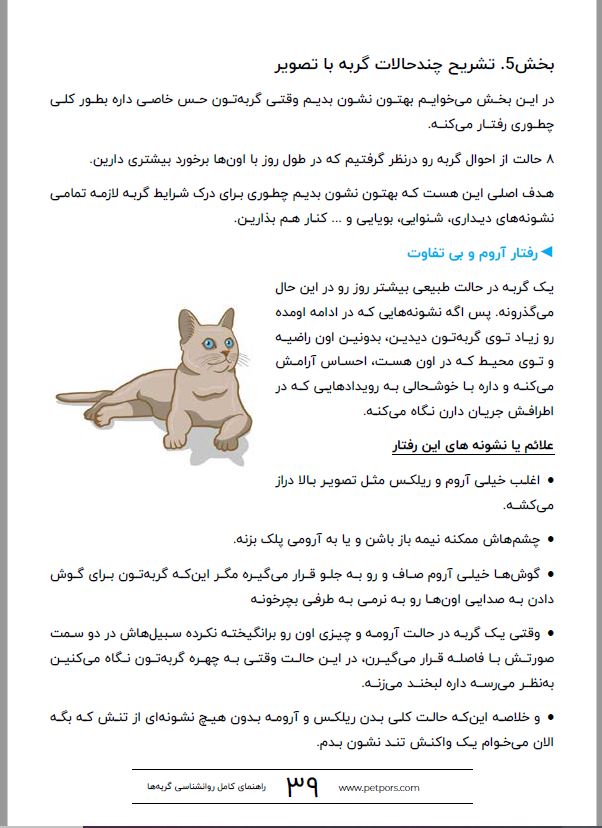 بخش5. تشریح چندحالات گربه با تصویر
در این بخش می‌خوایم بهتون نشون بدیم وقتی گربه‌تون حس خاصی داره بطور کلی
چطوری رفتار می‌کنه.
۸ حالت از احوال گربه رو درنظر گرفتیم که در طول روز با اون‌ها برخورد بیشتری دارین.
هدف اصلی این هست که بهتون نشون بدیم چطوری برای درک شرایط گربه لازمه تمامی
نشونه‌های دیداری، شنوایی، بویایی و ... کنار هم بذارین.
◄رفتار آروم و بی تفاوت
یک گربه در حالت طبیعی بیشتر روز رو در این حال
می‌گذرونه. پس اگه نشونه‌هایی که در ادامه اومده
رو زیاد توی گربه‌تون دیدین، بدونین اون راضیه
و توی محیط که در اون هست، احساس آرامش
می‌کنه و داره با خوشحالی به رویدادهایی که در
اطرافش جریان دارن نگاه می‌کنه.
علائم یا نشونه های این رفتار
● اغلب خیلی آروم و ریلکس مثل تصویر بالا دراز
می‌کشه.
● چشم‌هاش ممکنه نیمه باز باشن و یا به آرومی پلک بزنه.
● گوش‌ها خیلی آروم صاف و رو به جلو قرار می‌گیره مگر این‌که گربه‌تون برای گوش
دادن به صدایی اون‌ها رو به نرمی به طرفی بچرخونه
● وقتی یک گربه در حالت آرومه و چیزی اون رو برانگیخته نکرده سبیل‌هاش در دو سمت
صورتش با فاصله قرار می‌گیرن، در این حالت وقتی به چهره گربه‌تون نگاه می‌کنین
به‌نظر می‌رسه داره لبخند می‌زنه.
● و خلاصه این‌که حالت کلی بدن ریلکس و آرومه بدون هیچ نشونه‌ای از تنش که بگه
الان می‌خوام یک واکنش تند نشون بدم.
راهنمای کامل روانشناسی گربه‌ها ۳۹ www.petpors.com